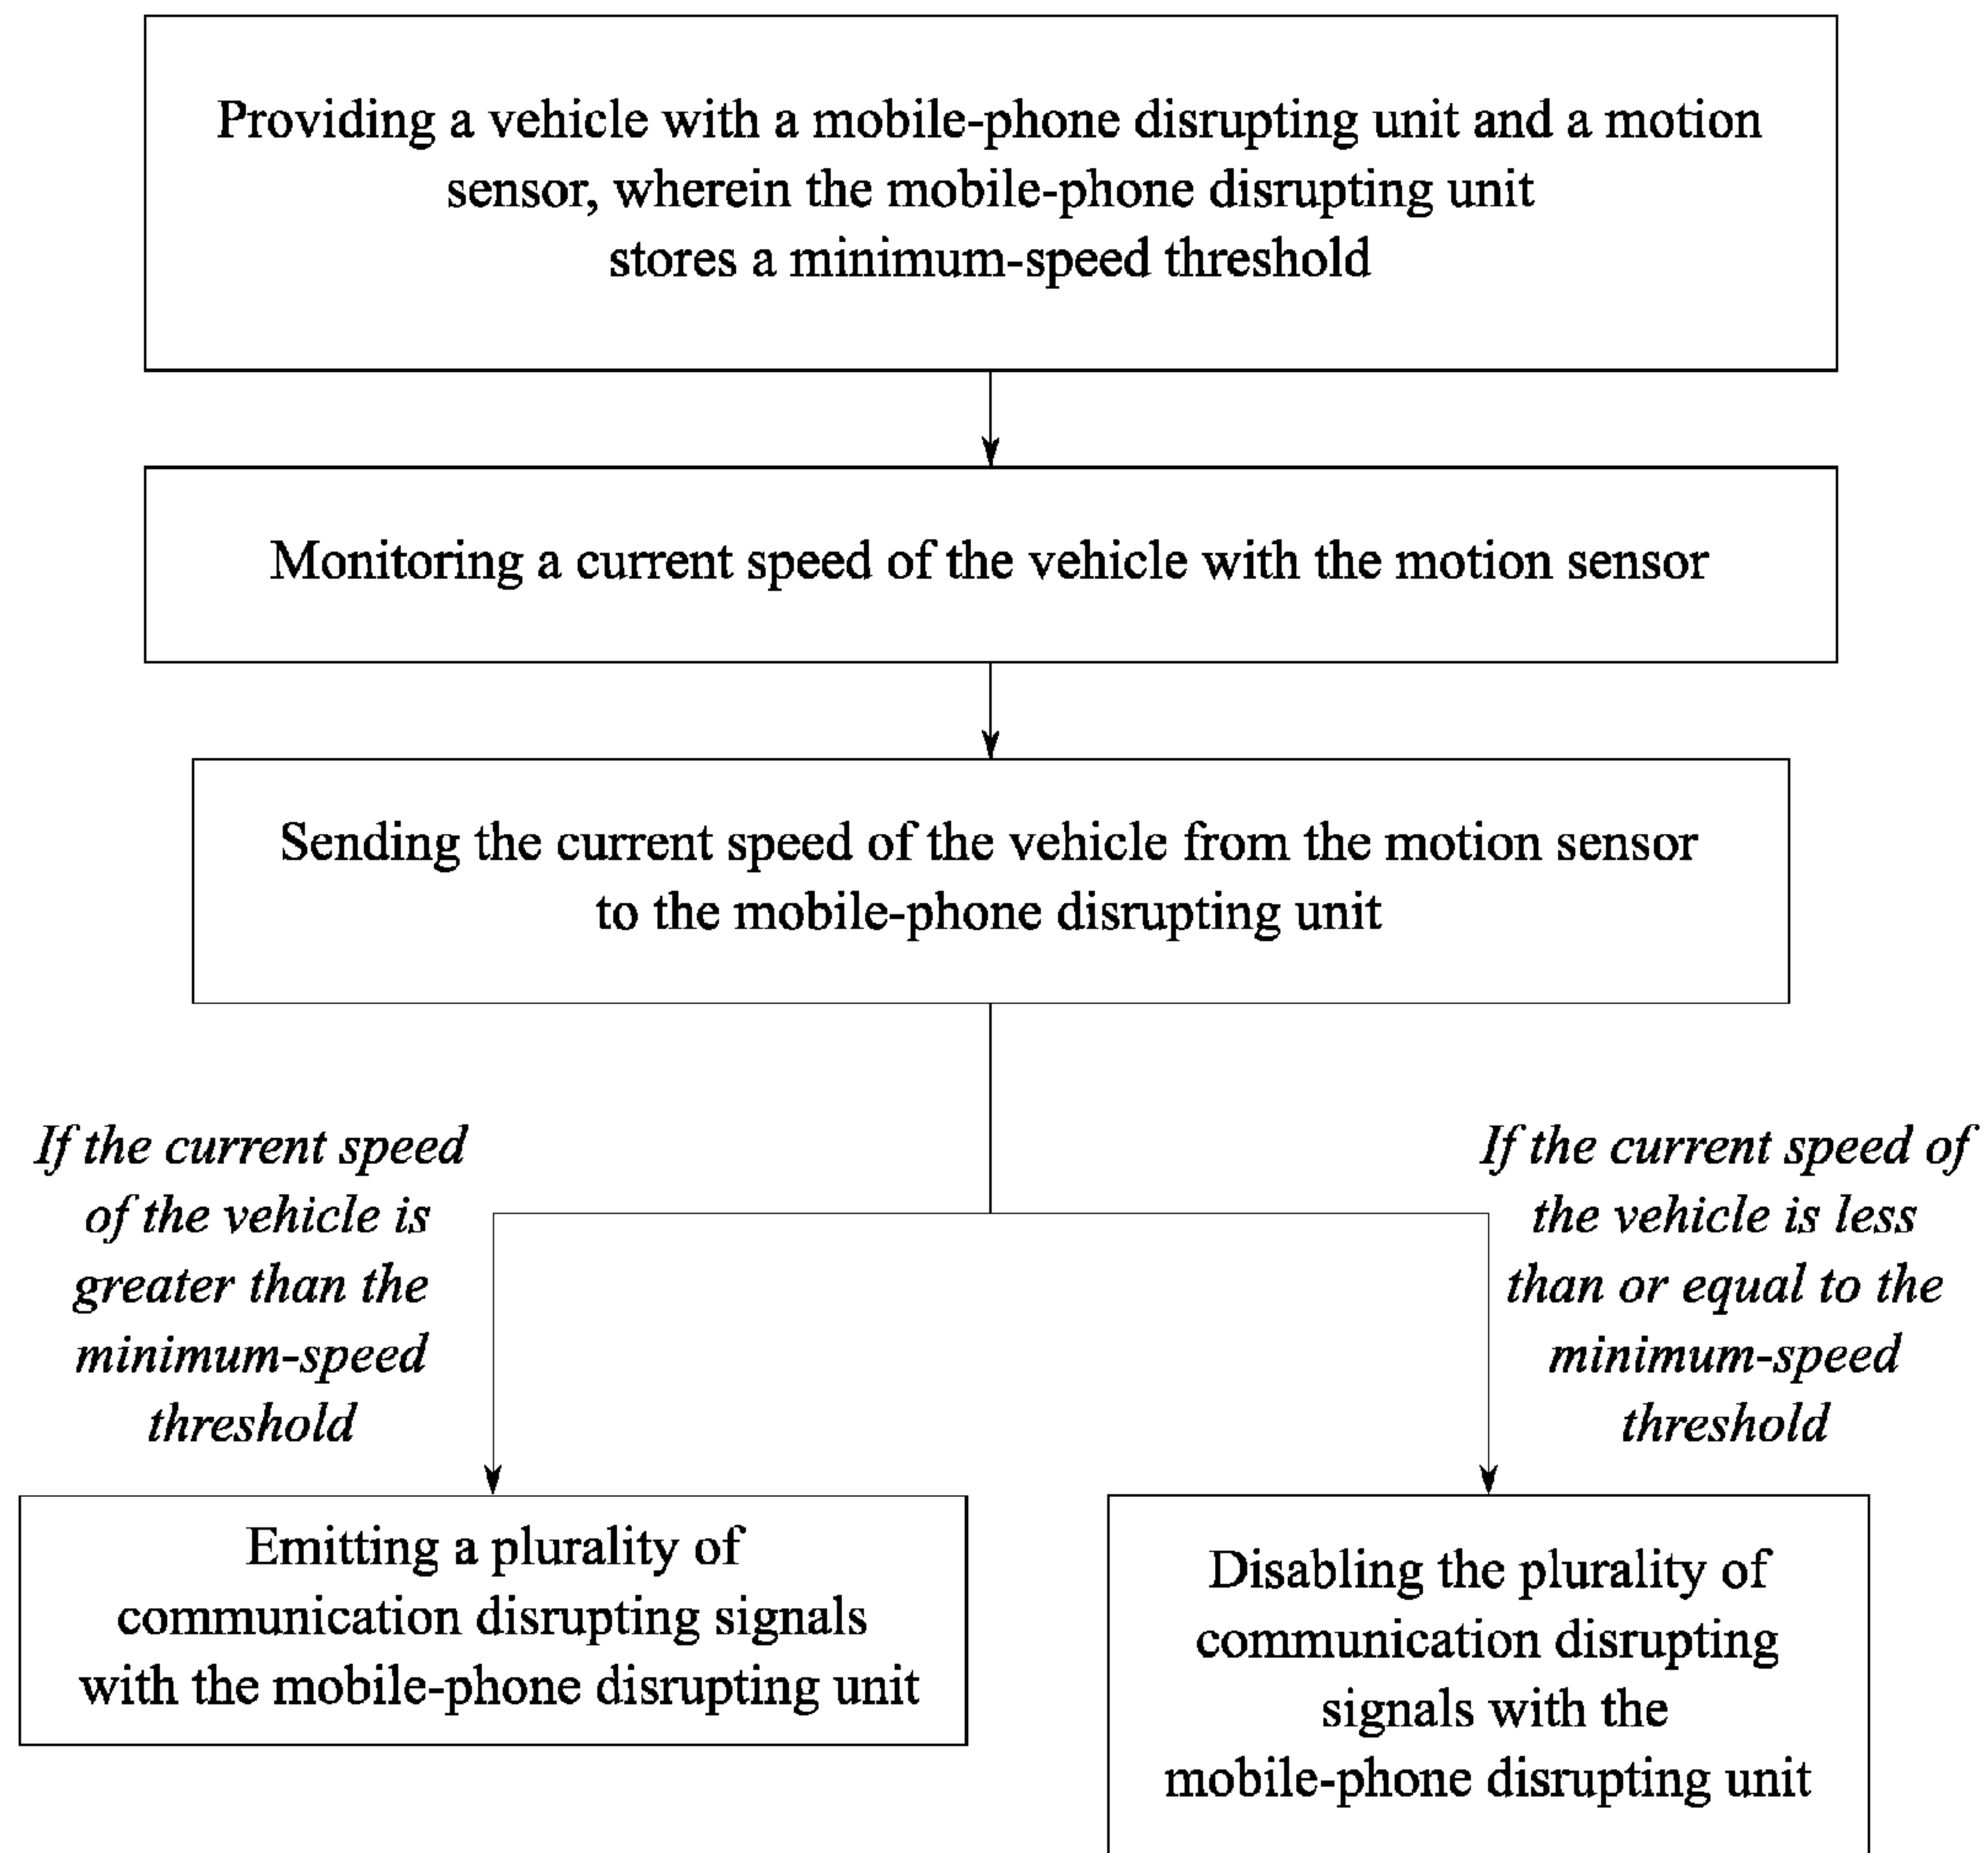 Providing a vehicle with a mobile-phone disrupting unit and a motion
sensor, wherein the mobile-phone disrupting unit
stores a minimum-speed threshold
Monitoring a current speed of the vehicle with the motion sensor
Sending the current speed of the vehicle from the motion sensor
to the mobile-phone disrupting unit
If the current speed
of the vehicle is
greater than the
minimum-speed
threshold
If the current speed of
the vehicle is less
than or equal to the
minimum-speed
threshold
Emitting a plurality of
communication disrupting signals
with the mobile-phone disrupting unit
Disabling the plurality of
communication disrupting
signals with the
mobile-phone disrupting unit